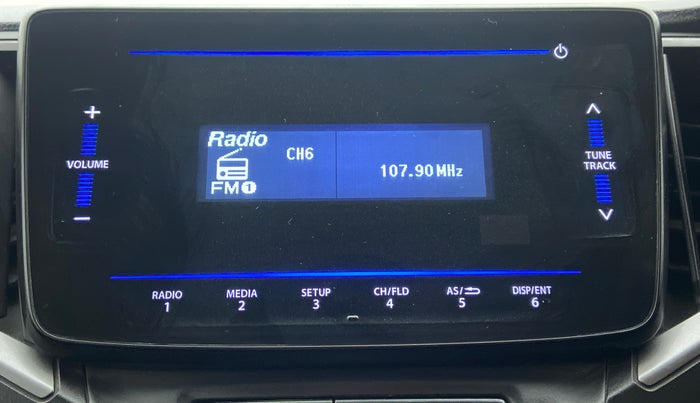 +
VOLUME
−
Radio
CH6
FM1
107.90MHz
TUNE
TRACK
RADIO
1
MEDIA
2
SETUP
3
CH/FLD
4
AS/
5
DISP/ENT
6